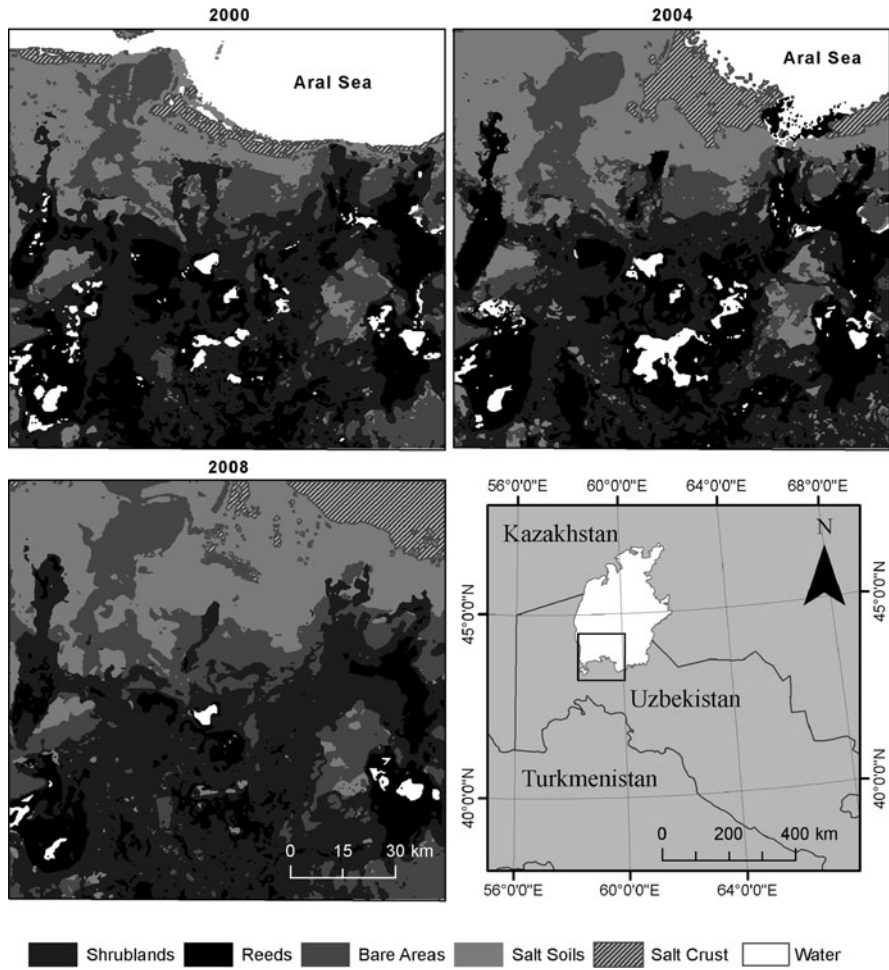 2000
2004
Aral Sea
Aral Sea
2008
0 15 30 km
56°0'0"E 60°0'0"E 64°0'0"E 68°0'0"E
Kazakhstan
N
45°0'0"N
45°0'0"N
Uzbekistan
Turkmenistan
40°0'0"N
40°0'0"N
0 200 400 km
56°0'0"E 60°0'0"E 64°0'0"E
Shrublands Reeds Bare Areas Salt Soils Salt Crust Water